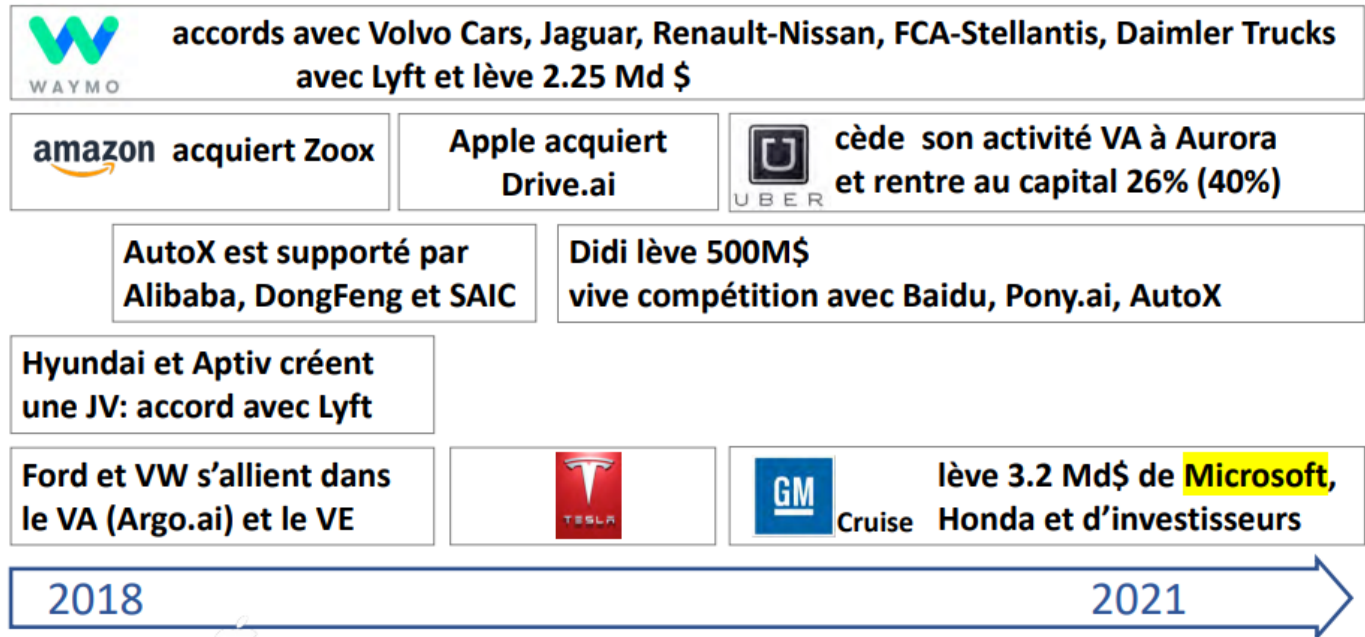 WAYMO
accords avec Volvo Cars, Jaguar, Renault-Nissan, FCA-Stellantis, Daimler Trucks
avec Lyft et lève 2.25 Md $
amazon acquiert Zoox
Apple acquiert
Drive.ai
UBER
cède son activité VA à Aurora
et rentre au capital 26% (40%)
AutoX est supporté par
Alibaba, DongFeng et SAIC
Didi lève 500M$
vive compétition avec Baidu, Pony.ai, AutoX
Hyundai et Aptiv créent
une JV: accord avec Lyft
Ford et VW s’allient dans
le VA (Argo.ai) et le VE
TESLA
GM
Cruise
lève 3.2 Md$ de Microsoft,
Honda et d’investisseurs
2018
2021